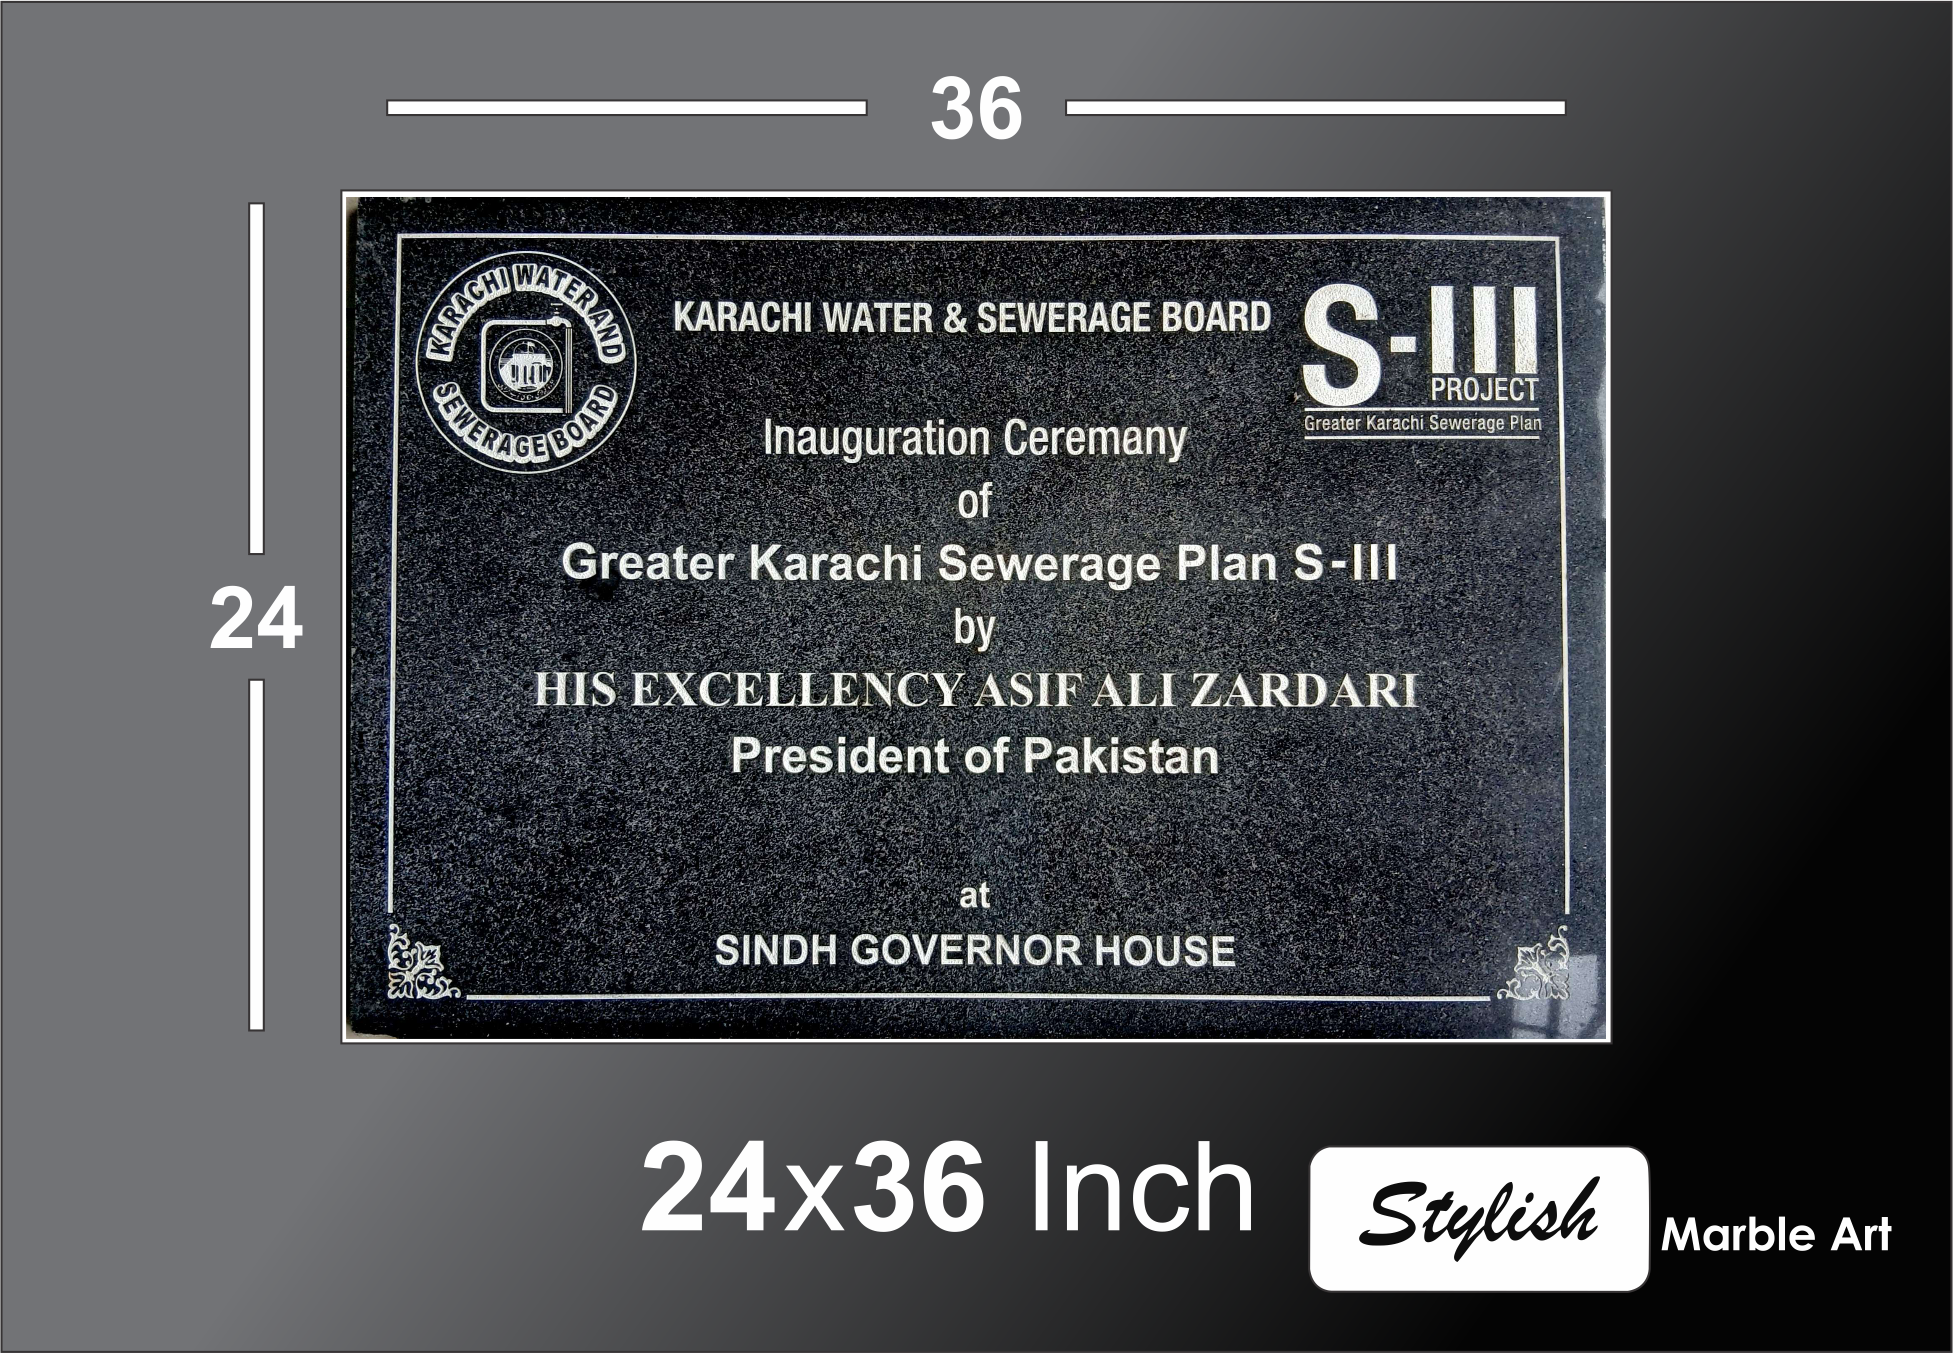 36
24
KARACHI WATER AND
SEWERAGE BOARD
KARACHI WATER & SEWERAGE BOARD
S-III
PROJECT
Greater Karachi Sewerage Plan
Inauguration Ceremany
of
Greater Karachi Sewerage Plan S-III
by
HIS EXCELLENCY ASIF ALI ZARDARI
President of Pakistan
at
SINDH GOVERNOR HOUSE
24x36 Inch
Stylish
Marble Art